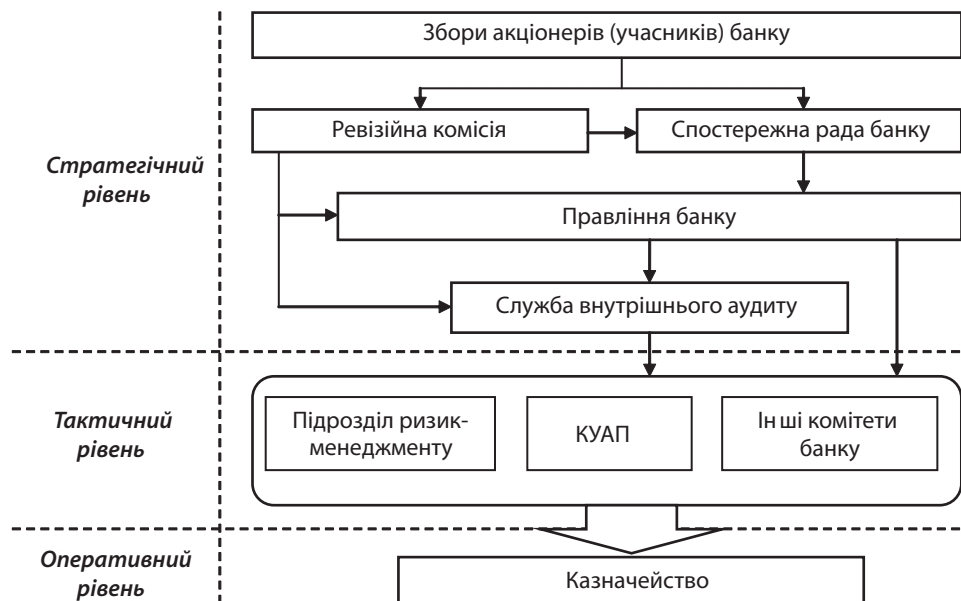 Збори акціонерів (учасників) банку
Ревізійна комісія
Спостережна рада банку
Стратегічний
рівень
Правління банку
Служба внутрішнього аудиту
Тактичний
рівень
Підрозділ ризик-
менеджменту
КУАП
Інші комітети
банку
Оперативний
рівень
Казначейство